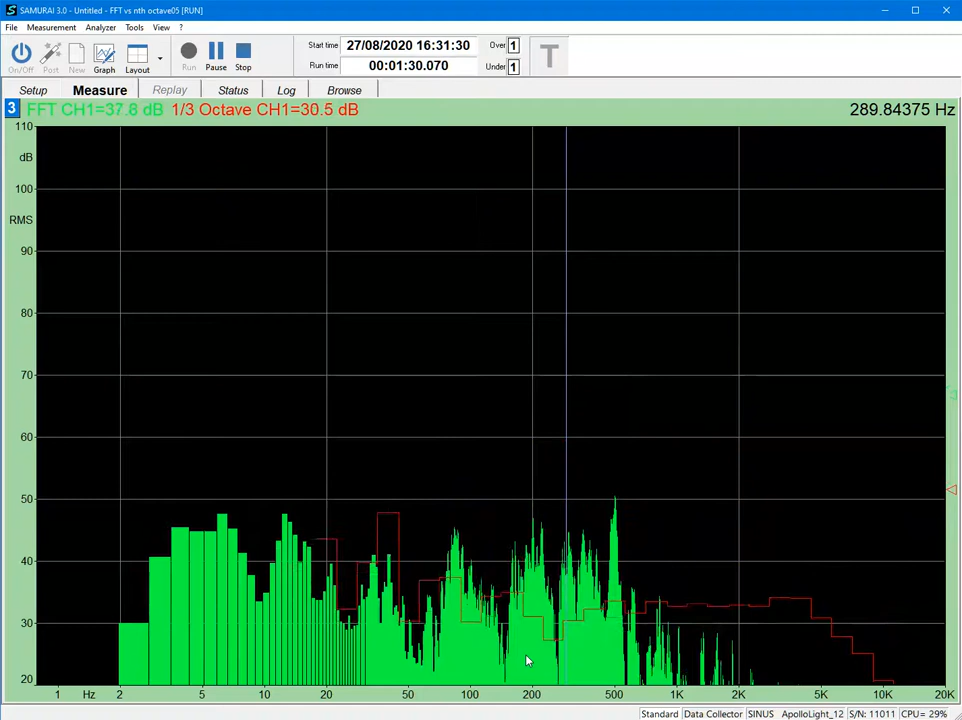 SAMURAI 3.0 - Untitled - FFT vs nth octave05 [RUN]
File Measurement Analyzer Tools View ?
On/Off Post New Graph Layout Run Pause Stop
Start time 27/08/2020 16:31:30 Over 1
Run time 00:01:30.070 Under 1
T
Setup Measure Replay Status Log Browse
3 FFT CH1=37.8 dB 1/3 Octave CH1=30.5 dB 289.84375 Hz
110
dB
100
RMS
90
80
70
60
50
40
30
20
1 Hz 2 5 10 20 50 100 200 500 1K 2K 5K 10K 20K
Standard Data Collector SINUS ApolloLight_12 S/N: 11011 CPU= 29%